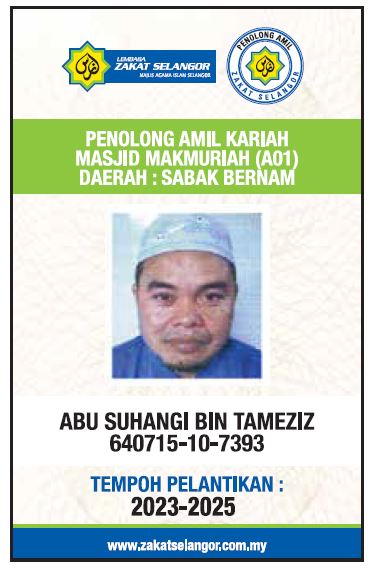 LEMBAGA
ZAKAT SELANGOR
MAJLIS AGAMA ISLAM SELANGOR
PENOLONG AMIL
ZAKAT SELANGOR
PENOLONG AMIL KARIAH
MASJID MAKMURIAH (A01)
DAERAH : SABAK BERNAM
ABU SUHANGI BIN TAMEZIZ
640715-10-7393
TEMPOH PELANTIKAN :
2023-2025
www.zakatselangor.com.my